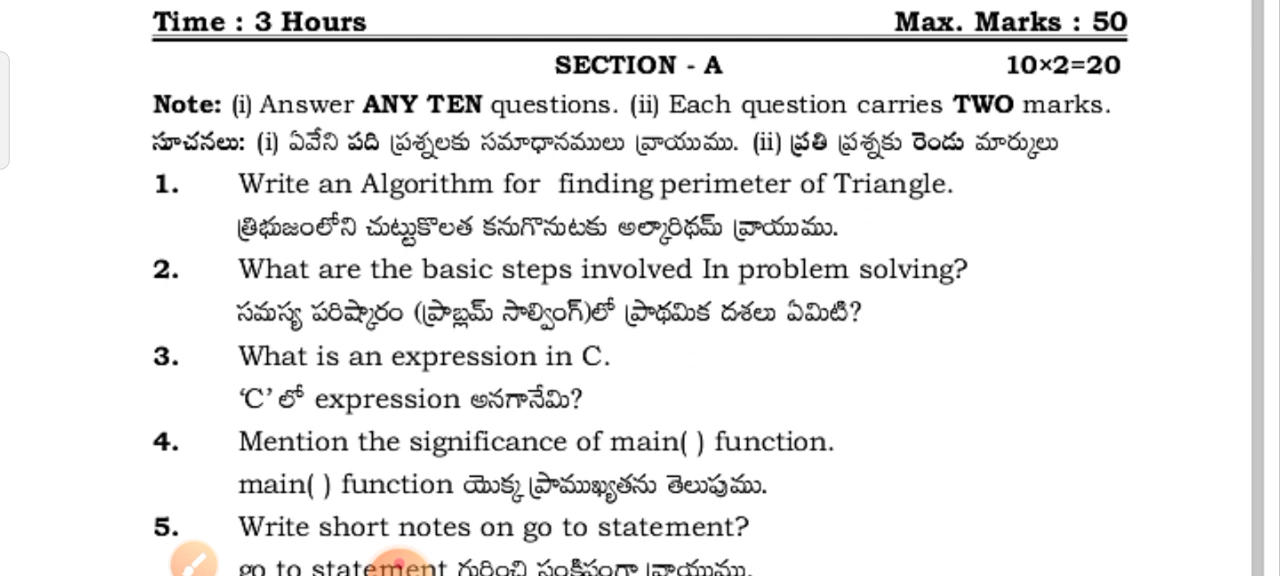 Time : 3 Hours Max. Marks : 50
SECTION - A 10×2=20
Note: (i) Answer ANY TEN questions. (ii) Each question carries TWO marks.
సూచనలు: (i) ఏవేని పది ప్రశ్నలకు సమాధానములు వ్రాయుము. (ii) ప్రతి ప్రశ్నకు రెండు మార్కులు
1. Write an Algorithm for finding perimeter of Triangle.
త్రిభుజంలోని చుట్టుకొలత కనుగొనుటకు అల్గారిథమ్ వ్రాయుము.
2. What are the basic steps involved In problem solving?
సమస్య పరిష్కారం (ప్రాబ్లమ్ సాల్వింగ్)లో ప్రాథమిక దశలు ఏమిటి?
3. What is an expression in C.
‘C’ లో expression అనగానేమి?
4. Mention the significance of main( ) function.
main( ) function యొక్క ప్రాముఖ్యతను తెలుపుము.
5. Write short notes on go to statement?
go to statement గురించి సంక్షిప్తంగా వ్రాయుము.